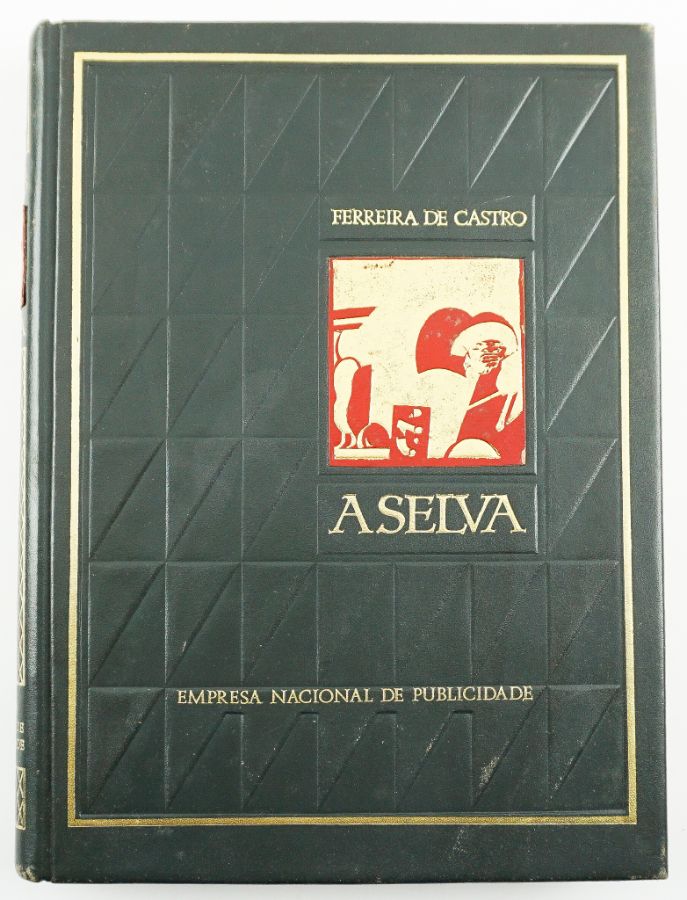 FERREIRA DE CASTRO
A SELVA
EMPRESA NACIONAL DE PUBLICIDADE